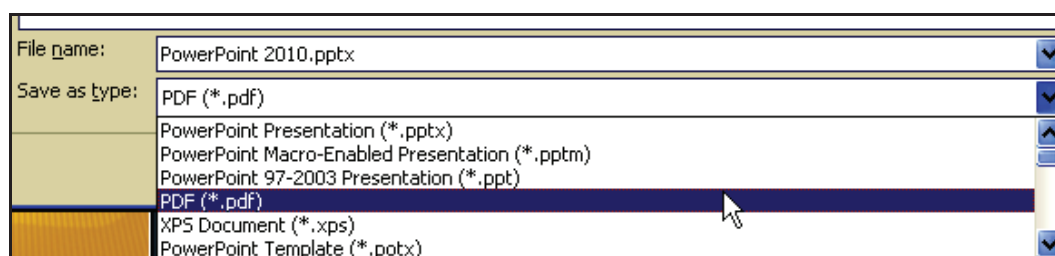 File name: PowerPoint 2010.pptx
Save as type: PDF (*.pdf)
PowerPoint Presentation (*.pptx)
PowerPoint Macro-Enabled Presentation (*.pptm)
PowerPoint 97-2003 Presentation (*.ppt)
PDF (*.pdf)
XPS Document (*.xps)
PowerPoint Template (*.potx)